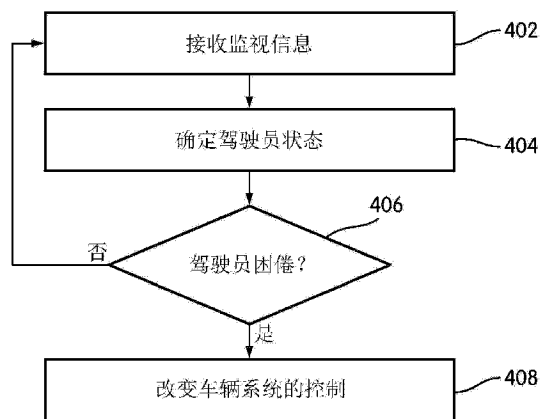 接收监视信息
402
确定驾驶员状态
404
406
否
驾驶员困倦?
是
改变车辆系统的控制
408